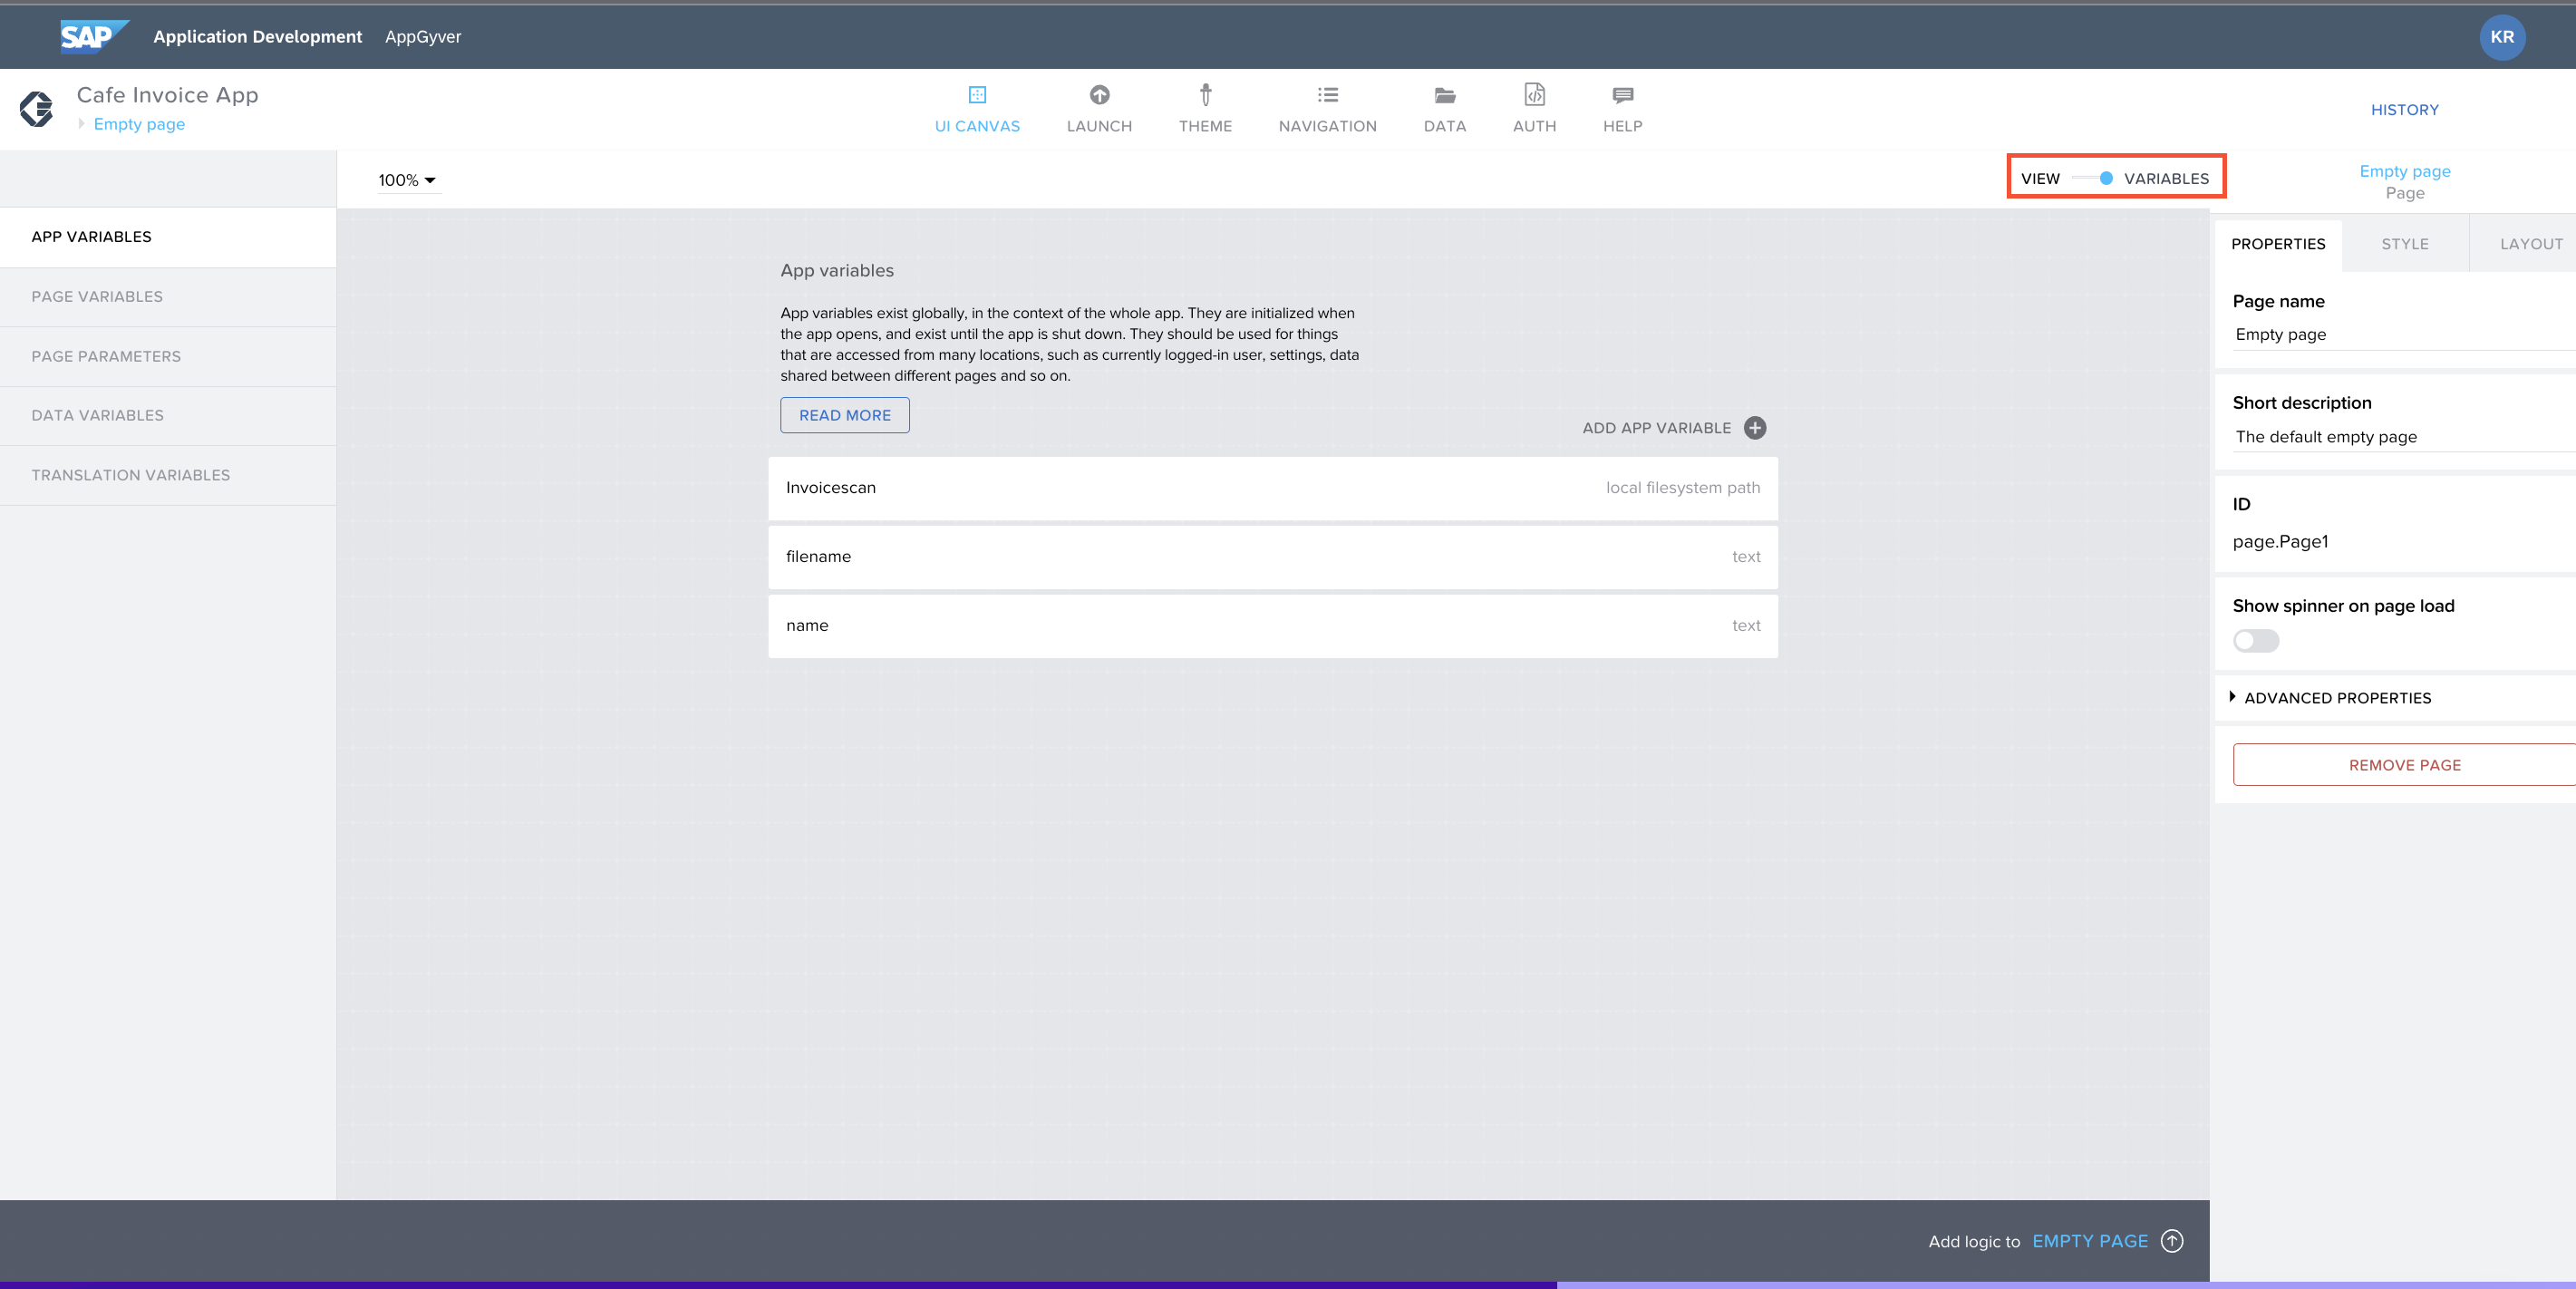 SAP Application Development AppGyver KR
Cafe Invoice App
Empty page
UI CANVAS LAUNCH THEME NAVIGATION DATA AUTH HELP
HISTORY
100%
VIEW VARIABLES
Empty page
Page
APP VARIABLES
PAGE VARIABLES
PAGE PARAMETERS
DATA VARIABLES
TRANSLATION VARIABLES
App variables
App variables exist globally, in the context of the whole app. They are initialized when
the app opens, and exist until the app is shut down. They should be used for things
that are accessed from many locations, such as currently logged-in user, settings, data
shared between different pages and so on.
READ MORE
ADD APP VARIABLE
Invoicescan local filesystem path
filename text
name text
PROPERTIES STYLE LAYOUT
Page name
Empty page
Short description
The default empty page
ID
page.Page1
Show spinner on page load
ADVANCED PROPERTIES
REMOVE PAGE
Add logic to EMPTY PAGE